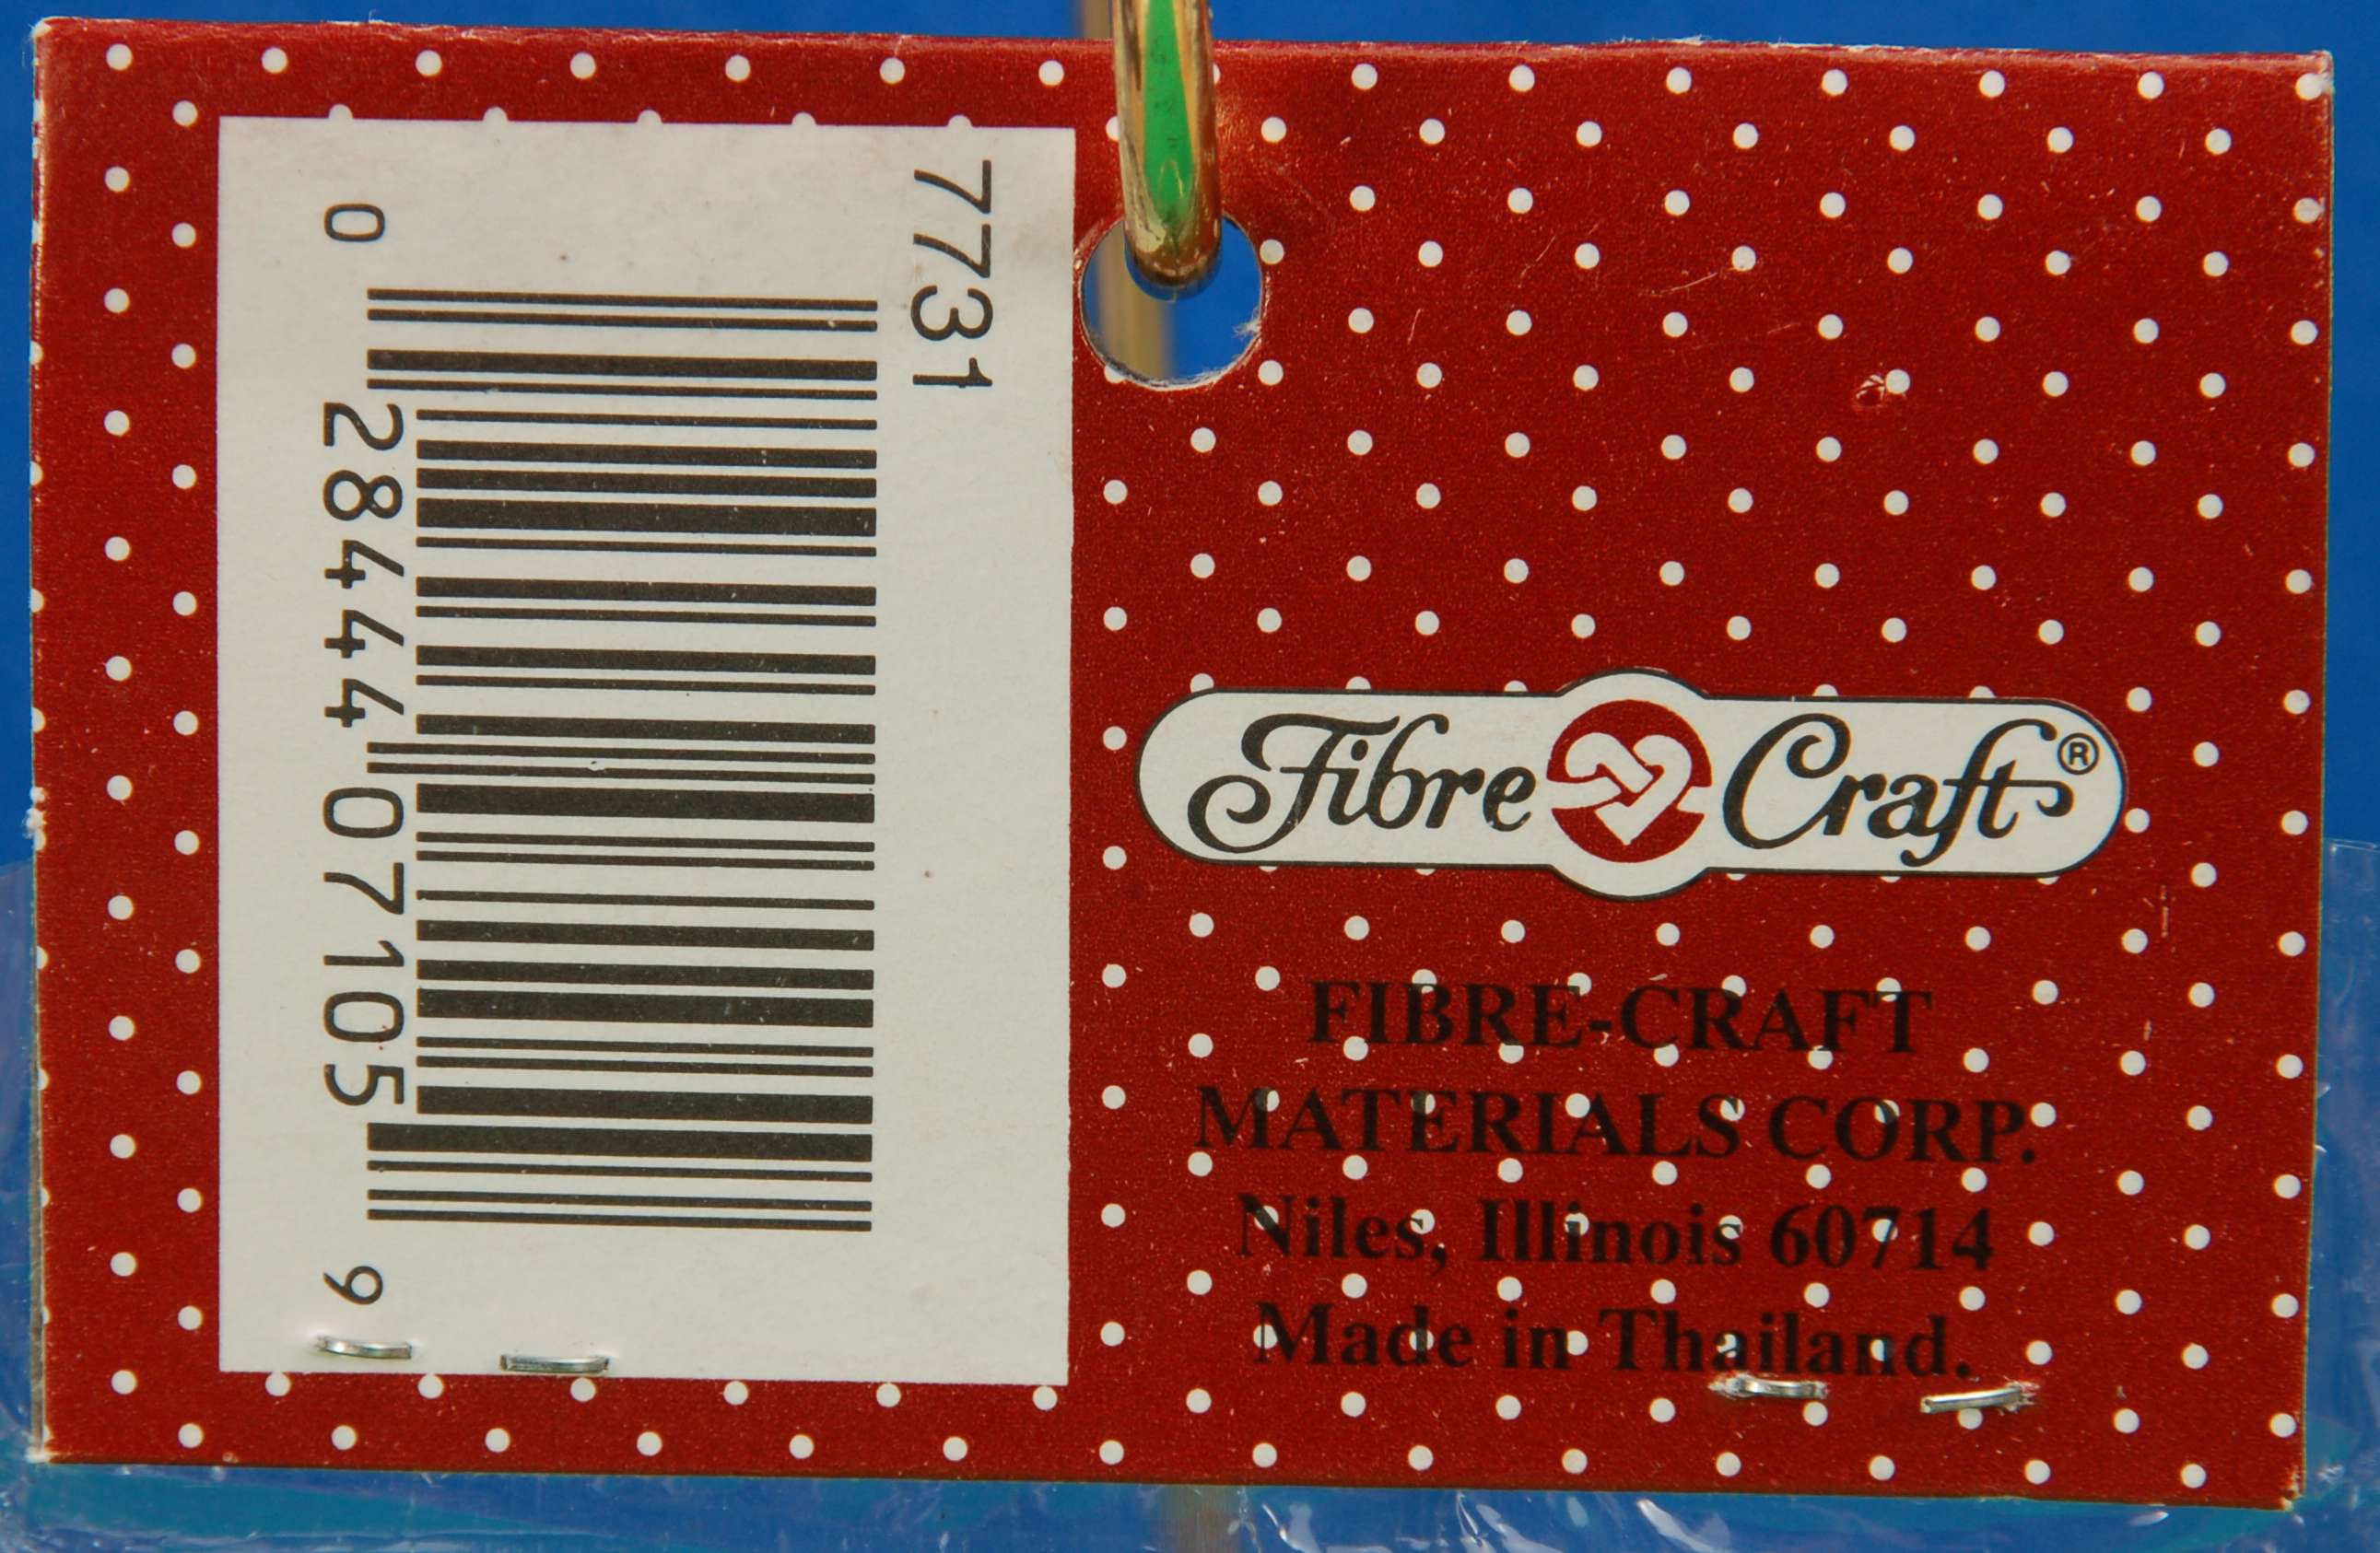 7731
0 28444 07105 9
Fibre Craft®
FIBRE-CRAFT
MATERIALS CORP.
Niles, Illinois 60714
Made in Thailand.